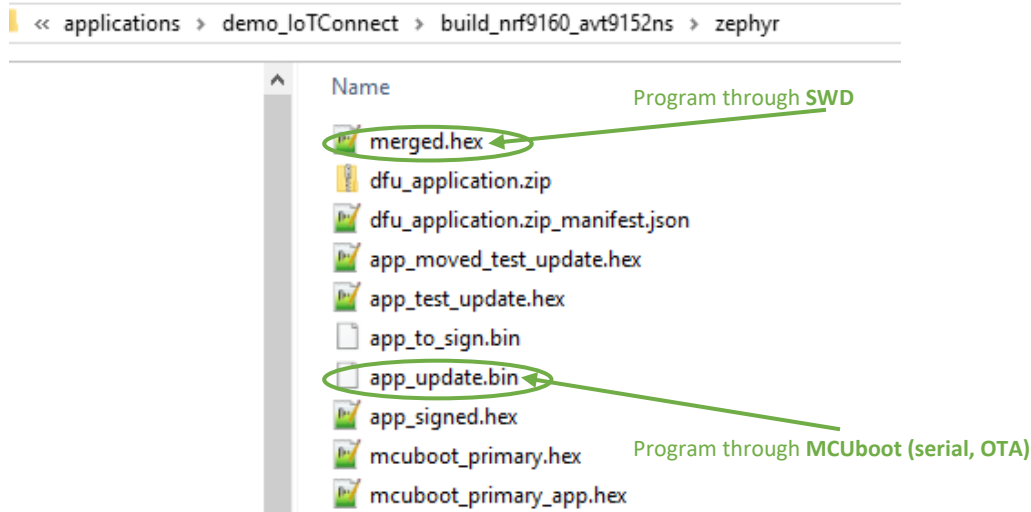 « applications > demo_IoTConnect > build_nrf9160_avt9152ns > zephyr
Name
Program through SWD
merged.hex
dfu_application.zip
dfu_application.zip_manifest.json
app_moved_test_update.hex
app_test_update.hex
app_to_sign.bin
app_update.bin
app_signed.hex
Program through MCUboot (serial, OTA)
mcuboot_primary.hex
mcuboot_primary_app.hex